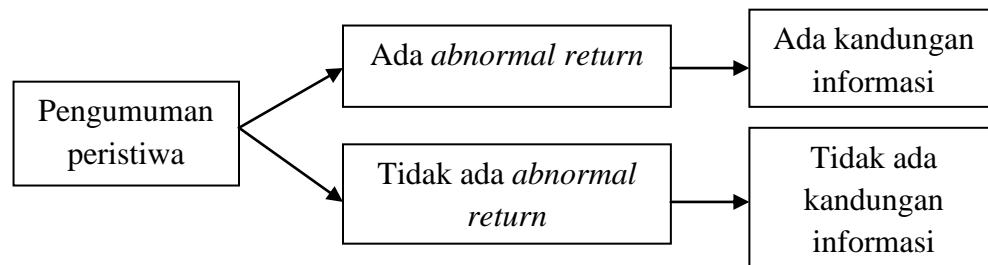 Pengumuman
peristiwa
Ada abnormal return
Ada kandungan
informasi
Tidak ada abnormal
return
Tidak ada
kandungan
informasi